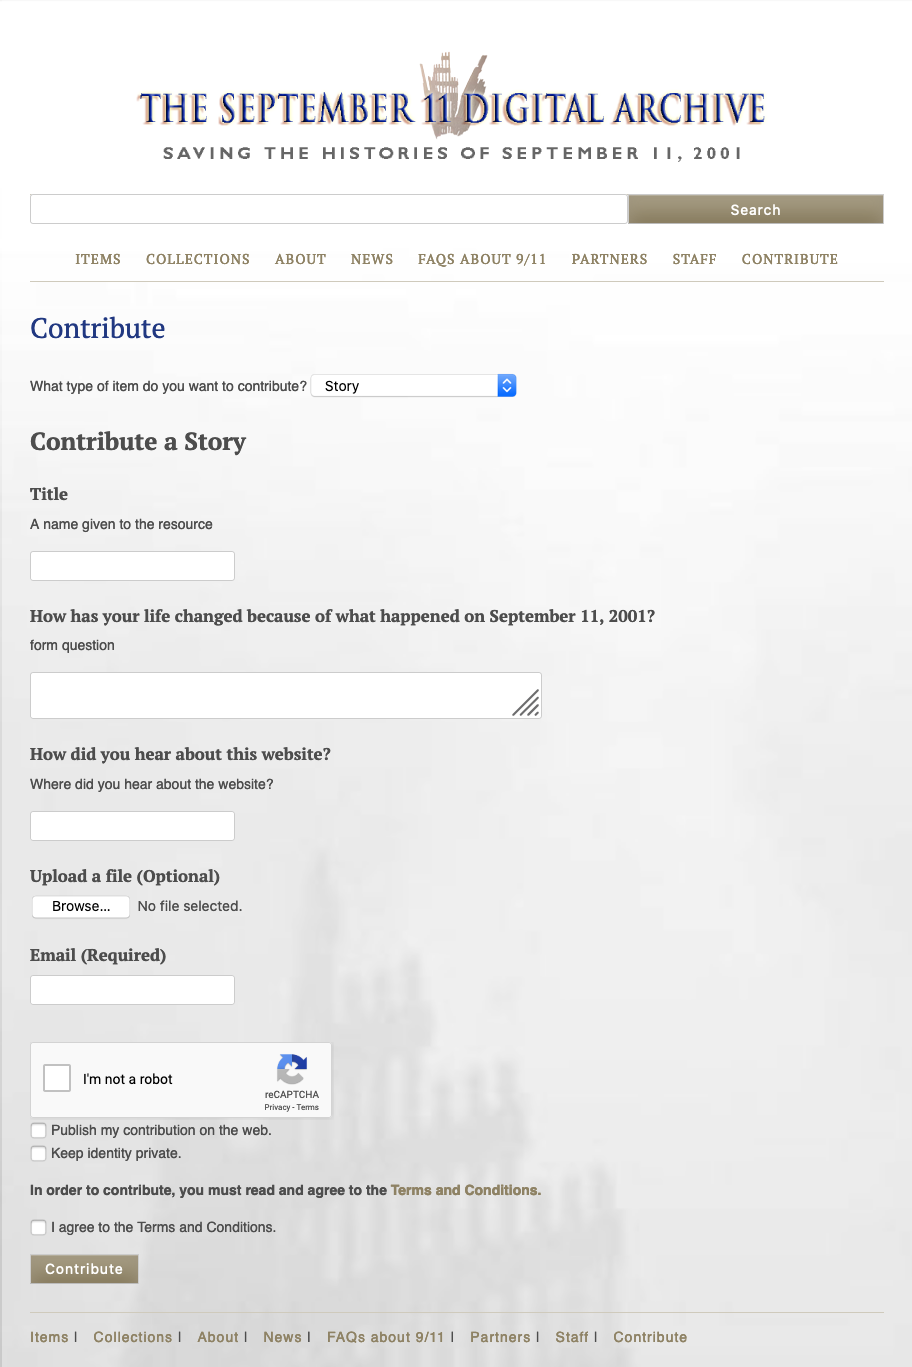 THE SEPTEMBER 11 DIGITAL ARCHIVE
SAVING THE HISTORIES OF SEPTEMBER 11, 2001
Search
ITEMS COLLECTIONS ABOUT NEWS FAQS ABOUT 9/11 PARTNERS STAFF CONTRIBUTE
Contribute
What type of item do you want to contribute? Story
Contribute a Story
Title
A name given to the resource
How has your life changed because of what happened on September 11, 2001?
form question
How did you hear about this website?
Where did you hear about the website?
Upload a file (Optional)
Browse... No file selected.
Email (Required)
I'm not a robot
reCAPTCHA
Privacy - Terms
Publish my contribution on the web.
Keep identity private.
In order to contribute, you must read and agree to the Terms and Conditions.
I agree to the Terms and Conditions.
Contribute
Items | Collections | About | News | FAQs about 9/11 | Partners | Staff | Contribute